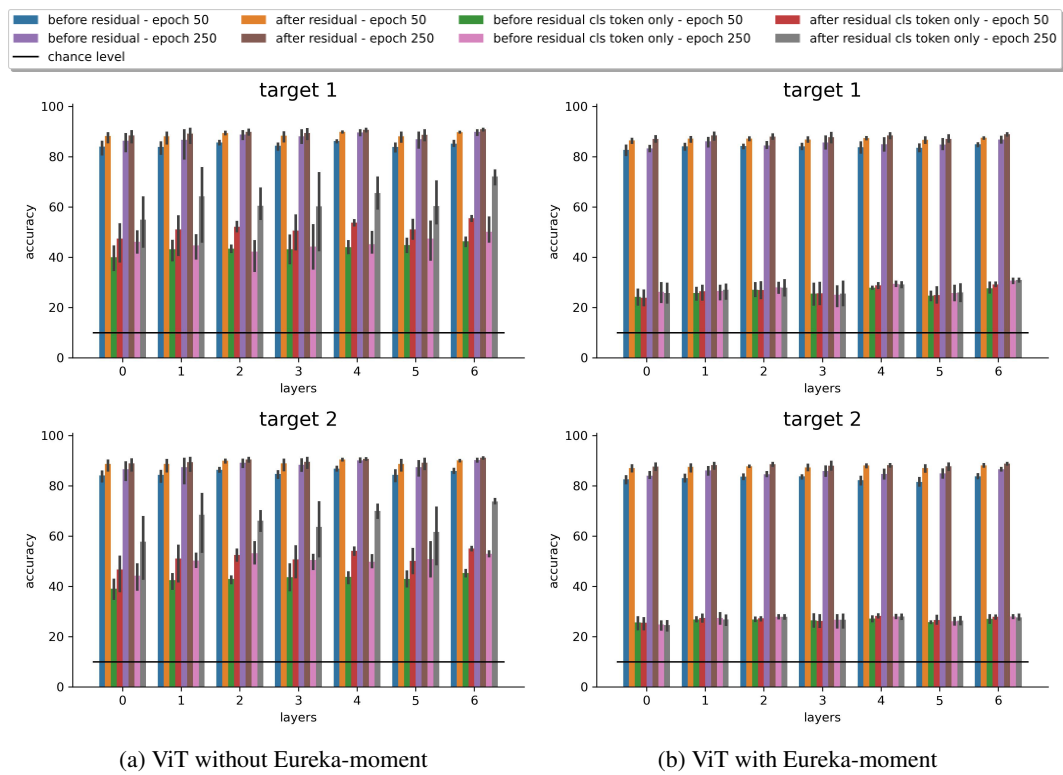 before residual - epoch 50 after residual - epoch 50 before residual cls token only - epoch 50 after residual cls token only - epoch 50
before residual - epoch 250 after residual - epoch 250 before residual cls token only - epoch 250 after residual cls token only - epoch 250
chance level
target 1
100
80
60
40
20
0
accuracy
0 1 2 3 4 5 6
layers
target 1
100
80
60
40
20
0
accuracy
0 1 2 3 4 5 6
layers
target 2
100
80
60
40
20
0
accuracy
0 1 2 3 4 5 6
layers
target 2
100
80
60
40
20
0
accuracy
0 1 2 3 4 5 6
layers
(a) ViT without Eureka-moment
(b) ViT with Eureka-moment